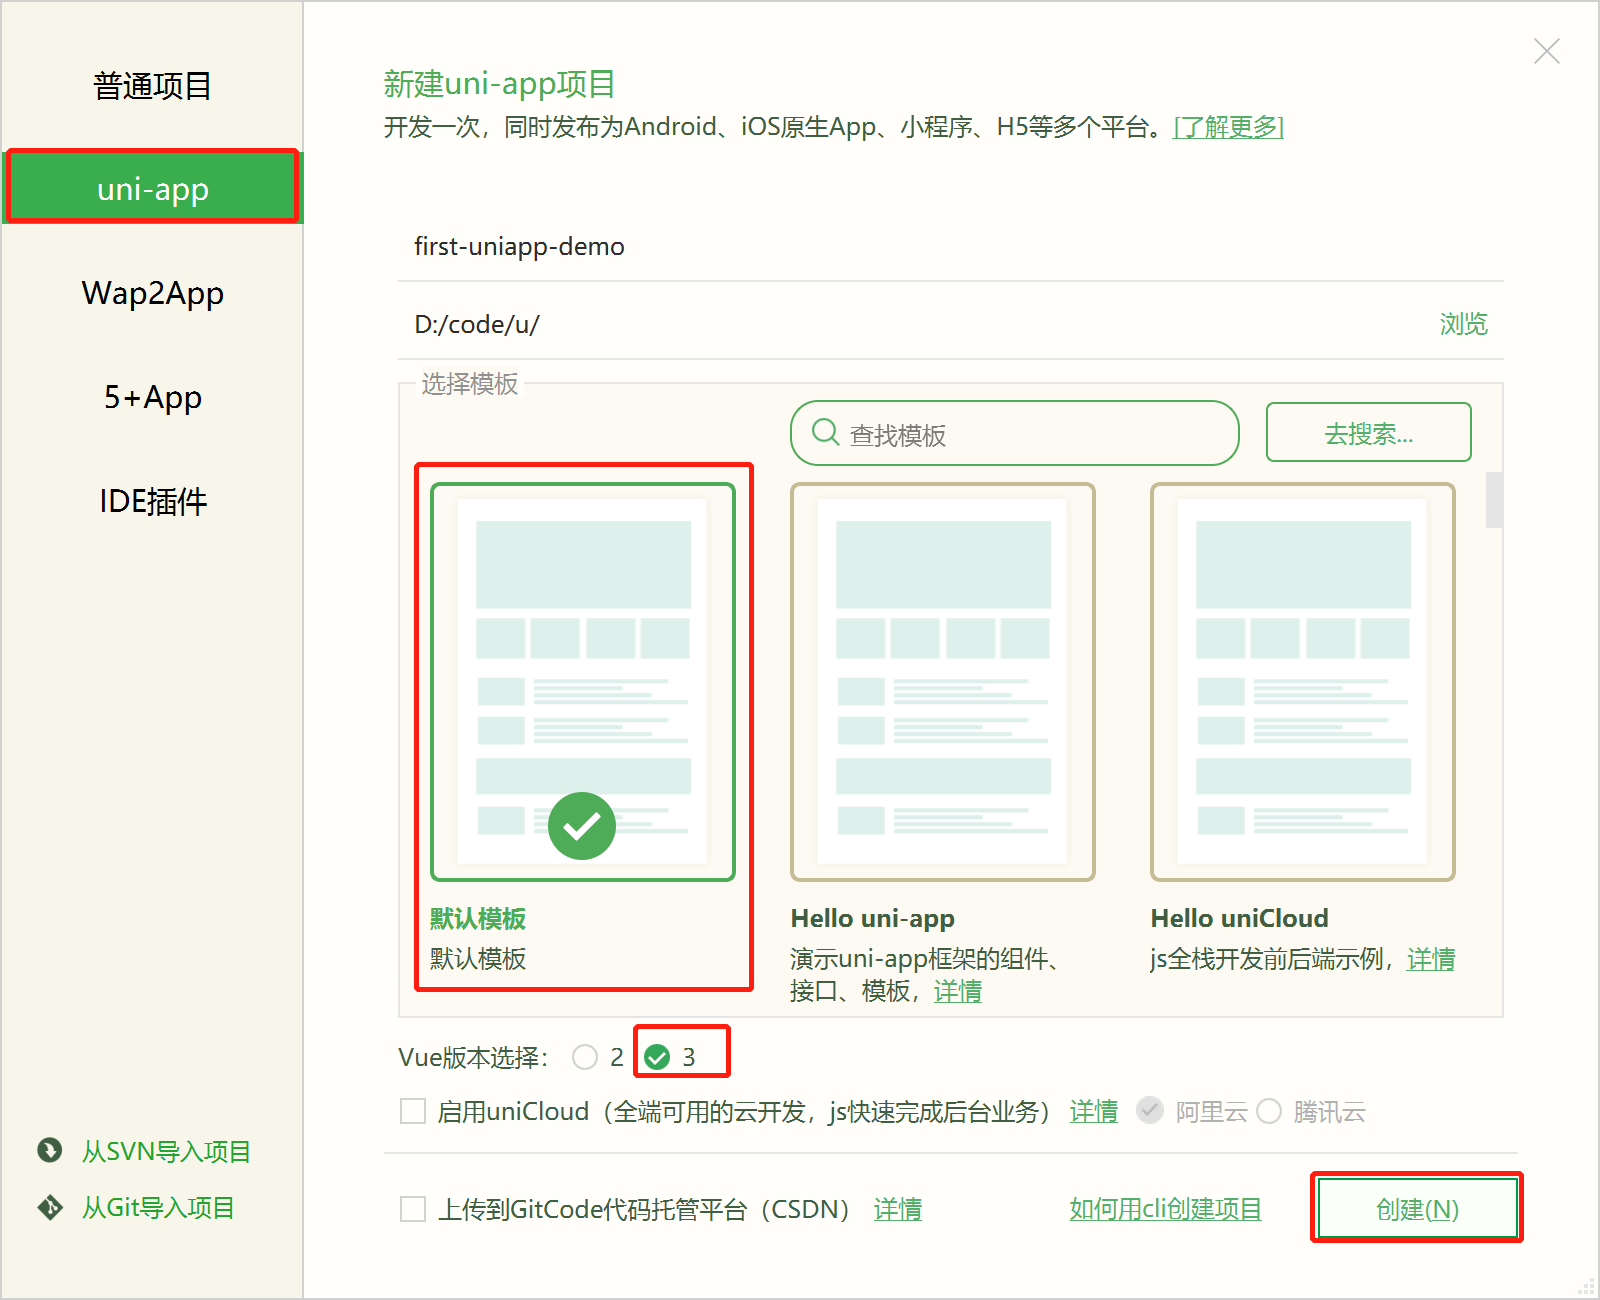 普通项目
uni-app
Wap2App
5+App
IDE插件
从SVN导入项目
从Git导入项目
新建uni-app项目
开发一次，同时发布为Android、iOS原生App、小程序、H5等多个平台。[了解更多]
first-uniapp-demo
D:/code/u/ 浏览
选择模板
查找模板 去搜索...
默认模板
默认模板
Hello uni-app
演示uni-app框架的组件、
接口、模板，详情
Hello uniCloud
js全栈开发前后端示例，详情
Vue版本选择： 2 3
启用uniCloud（全端可用的云开发，js快速完成后台业务） 详情 阿里云 腾讯云
上传到GitCode代码托管平台（CSDN） 详情 如何用cli创建项目 创建(N)